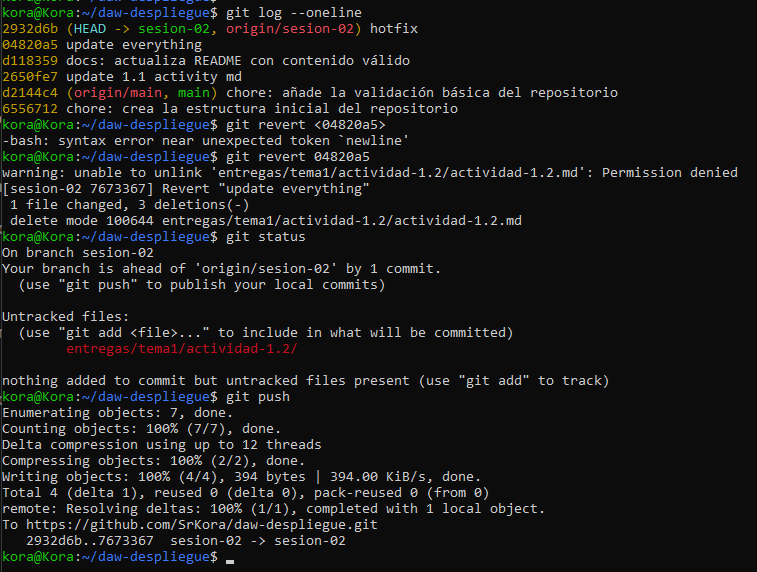 kora@Kora:~/daw-despliegue$ git log --oneline
2932d6b (HEAD -> sesion-02, origin/sesion-02) hotfix
04820a5 update everything
d118359 docs: actualiza README con contenido válido
2650fe7 update 1.1 activity md
d2144c4 (origin/main, main) chore: añade la validación básica del repositorio
6556712 chore: crea la estructura inicial del repositorio
kora@Kora:~/daw-despliegue$ git revert <04820a5>
-bash: syntax error near unexpected token `newline'
kora@Kora:~/daw-despliegue$ git revert 04820a5
warning: unable to unlink 'entregas/tema1/actividad-1.2/actividad-1.2.md': Permission denied
[sesion-02 7673367] Revert "update everything"
 1 file changed, 3 deletions(-)
 delete mode 100644 entregas/tema1/actividad-1.2/actividad-1.2.md
kora@Kora:~/daw-despliegue$ git status
On branch sesion-02
Your branch is ahead of 'origin/sesion-02' by 1 commit.
  (use "git push" to publish your local commits)

Untracked files:
  (use "git add <file>..." to include in what will be committed)
        entregas/tema1/actividad-1.2/

nothing added to commit but untracked files present (use "git add" to track)
kora@Kora:~/daw-despliegue$ git push
Enumerating objects: 7, done.
Counting objects: 100% (7/7), done.
Delta compression using up to 12 threads
Compressing objects: 100% (2/2), done.
Writing objects: 100% (4/4), 394 bytes | 394.00 KiB/s, done.
Total 4 (delta 1), reused 0 (delta 0), pack-reused 0 (from 0)
remote: Resolving deltas: 100% (1/1), completed with 1 local object.
To https://github.com/SrKora/daw-despliegue.git
   2932d6b..7673367  sesion-02 -> sesion-02
kora@Kora:~/daw-despliegue$